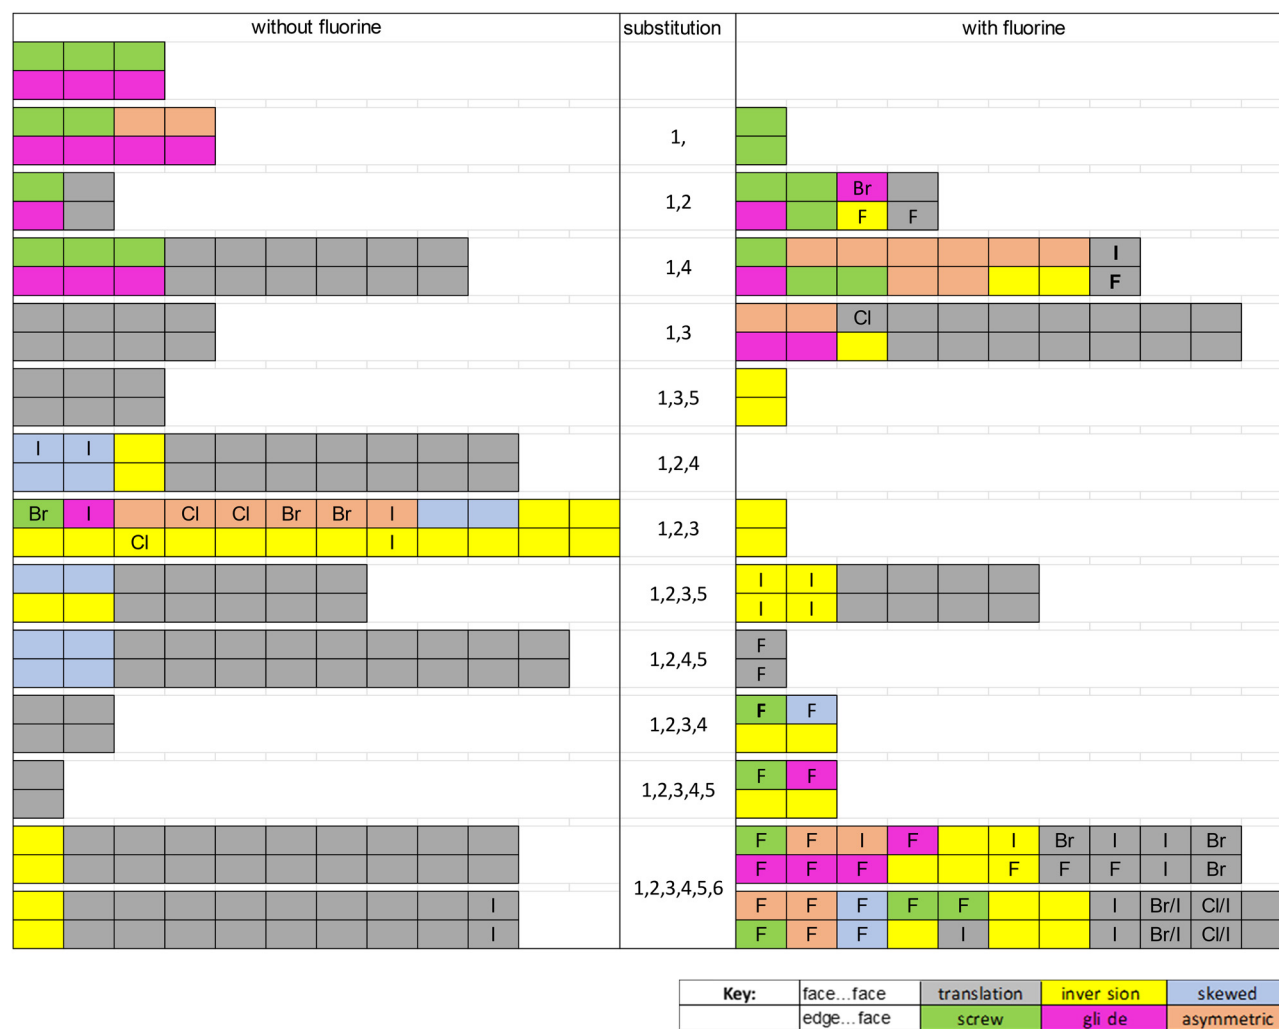 without fluorine substitution with fluorine
1,
1,2 Br
F F
1,4 I
F
1,3 Cl
1,3,5
I I
1,2,4
Br I Cl Cl Br Br I
1,2,3
Cl I
I I
1,2,3,5
I I
F
1,2,4,5
F
F F
1,2,3,4
F F
1,2,3,4,5
F F I F I Br I I Br
F F F F F F I Br
1,2,3,4,5,6
F F F F F I Br/I Cl/I
I F F F I I Br/I Cl/I
I
Key: face...face translation inver sion skewed
edge...face screw gli de asymmetric